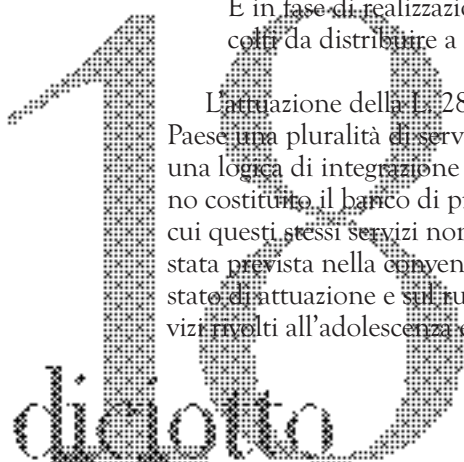 È in fase di realizzazi
colti da distribuire a
L'attuazione della L. 28
Paese una pluralità di serv
una logica di integrazione
no costituito il banco di p
cui questi stessi servizi non
stata prevista nella conven
stato di attuazione e sul ru
vizi rivolti all'adolescenza e
18
diciotto